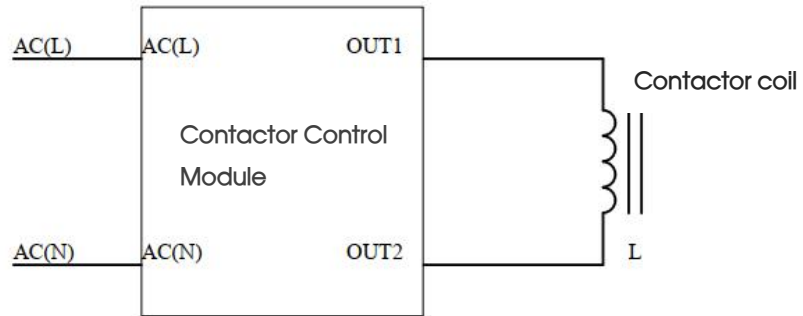 AC(L) AC(L) OUT1
Contactor coil
Contactor Control
Module
AC(N) AC(N) OUT2 L